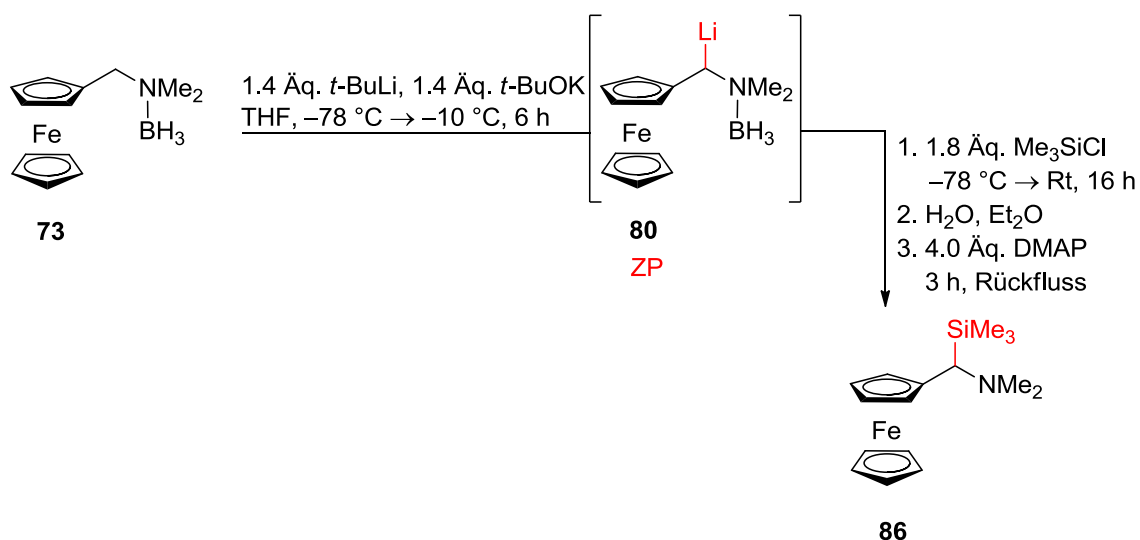 NMe2
Fe
BH3
73
1.4 Äq. t-BuLi, 1.4 Äq. t-BuOK
THF, –78 °C → –10 °C, 6 h
Li
NMe2
Fe
BH3
80
ZP
1. 1.8 Äq. Me3SiCl
–78 °C → Rt, 16 h
2. H2O, Et2O
3. 4.0 Äq. DMAP
3 h, Rückfluss
SiMe3
NMe2
Fe
86